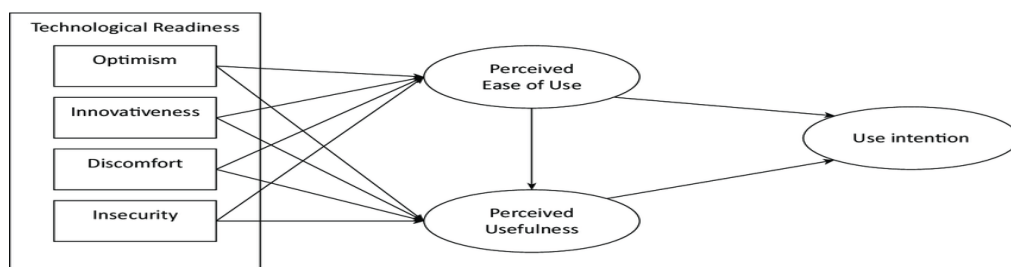 Technological Readiness
Optimism
Innovativeness
Discomfort
Insecurity
Perceived
Ease of Use
Perceived
Usefulness
Use intention